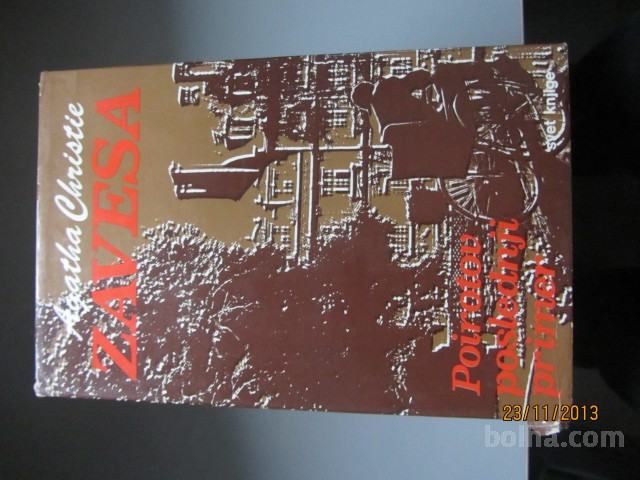 Agatha Christie
ZAVESA
Poirotov
poslednji
primer
svet knjige
23/11/2013
bolha.com